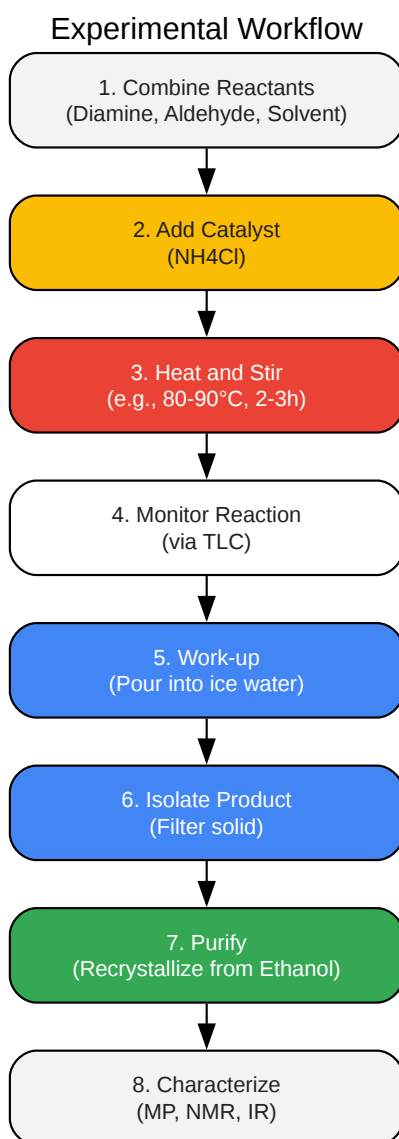 Experimental Workflow
1. Combine Reactants
(Diamine, Aldehyde, Solvent)
2. Add Catalyst
(NH4Cl)
3. Heat and Stir
(e.g., 80-90°C, 2-3h)
4. Monitor Reaction
(via TLC)
5. Work-up
(Pour into ice water)
6. Isolate Product
(Filter solid)
7. Purify
(Recrystallize from Ethanol)
8. Characterize
(MP, NMR, IR)